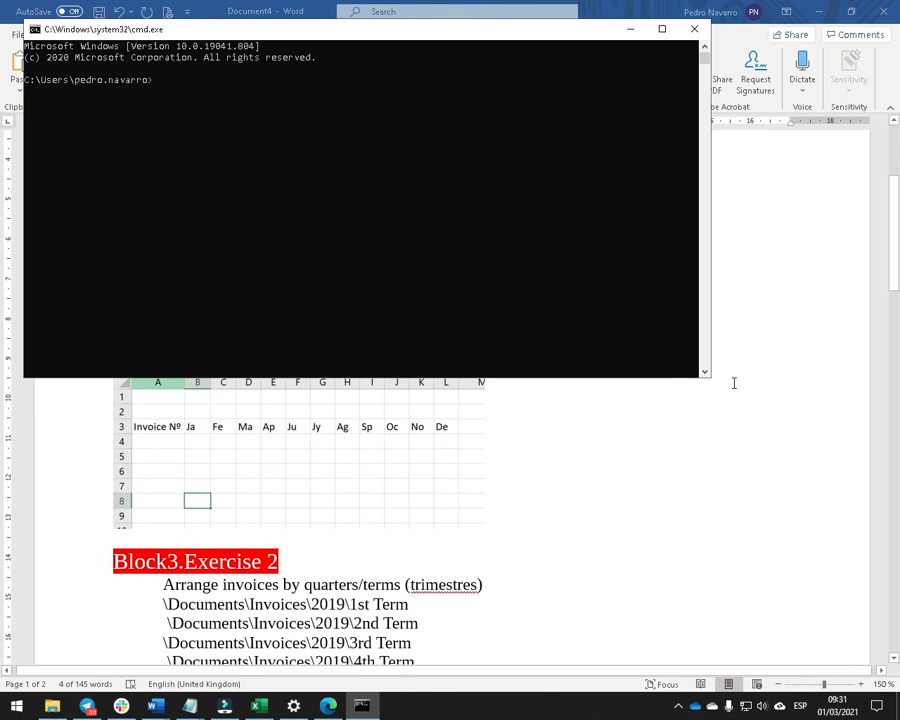 AutoSave Off Document4 - Word Search Pedro Navarro PN
C:\Windows\system32\cmd.exe
Share Comments
Microsoft Windows [Version 10.0.19041.804]
(c) 2020 Microsoft Corporation. All rights reserved.
C:\Users\pedro.navarro>
Share Request Dictate Sensitivity
PDF Signatures
Voice Sensitivity
A B C D E F G H I J K L M
1
2
3 Invoice Nº Ja Fe Ma Ap Ju Jy Ag Sp Oc No De
4
5
6
7
8
9
Block3.Exercise 2
Arrange invoices by quarters/terms (trimestres)
\Documents\Invoices\2019\1st Term
\Documents\Invoices\2019\2nd Term
\Documents\Invoices\2019\3rd Term
\Documents\Invoices\2019\4th Term
Page 1 of 2 4 of 145 words English (United Kingdom) Focus 150 %
ESP 09:31
01/03/2021